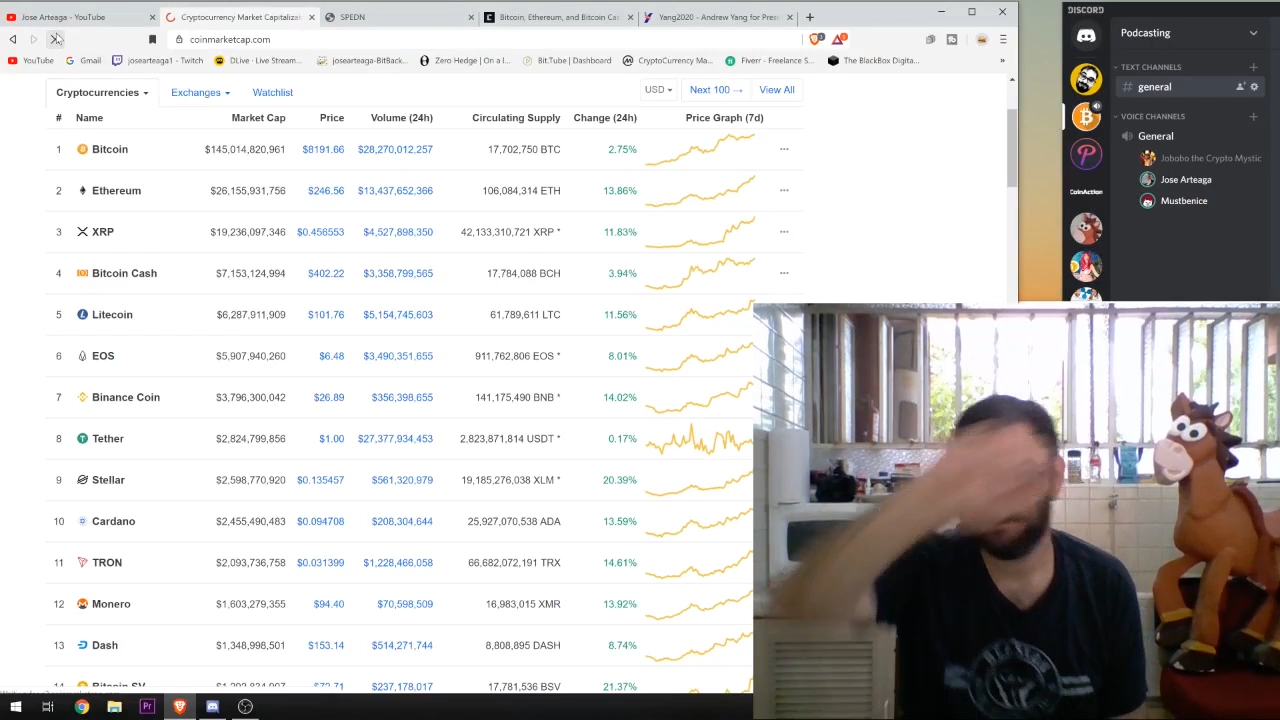 Jose Arteaga - YouTube
Cryptocurrency Market Capitaliza
SPEDN
Bitcoin, Ethereum, and Bitcoin Ca
Yang2020 - Andrew Yang for Pres
coinmarketcap.com
YouTube
Gmail
josearteaga1 - Twitch
DLive · Live Stream...
josearteaga-BitBack...
Zero Hedge | On a l...
Bit.Tube | Dashboard
CryptoCurrency Ma...
Fiverr - Freelance S...
The BlackBox Digita...
Cryptocurrencies
Exchanges
Watchlist
USD
Next 100 →
View All
# Name Market Cap Price Volume (24h) Circulating Supply Change (24h) Price Graph (7d)
1 Bitcoin $145,014,820,961 $8191.66 $28,270,012,257 17,702,750 BTC 2.75%
2 Ethereum $26,155,931,756 $246.56 $13,437,652,366 106,084,314 ETH 13.86%
3 XRP $19,236,097,346 $0.456553 $4,527,898,350 42,133,310,721 XRP * 11.83%
4 Bitcoin Cash $7,153,124,994 $402.22 $3,358,799,565 17,784,088 BCH 3.94%
5 Litecoin $6,287,911,909 $101.76 $5,154,745,603 61,789,611 LTC 11.56%
6 EOS $5,907,940,260 $6.48 $3,490,351,655 911,762,806 EOS * 8.01%
7 Binance Coin $3,796,300,042 $26.89 $356,398,655 141,175,490 BNB * 14.02%
8 Tether $2,824,799,856 $1.00 $27,377,934,453 2,823,871,814 USDT * 0.17%
9 Stellar $2,598,770,920 $0.135457 $561,320,979 19,185,276,038 XLM * 20.39%
10 Cardano $2,455,490,483 $0.094708 $208,304,644 25,927,070,538 ADA 13.59%
11 TRON $2,093,736,758 $0.031399 $1,228,466,058 66,682,072,191 TRX 14.61%
12 Monero $1,603,279,355 $94.40 $70,598,509 16,983,015 XMR 13.92%
13 Dash $1,348,998,501 $153.14 $514,271,744 8,808,895 DASH 8.74%
14 Bitcoin SV $1,292,834,907 $72.71 $237,178,017 17,781,536 BSV 21.37%
DISCORD
Podcasting
TEXT CHANNELS
# general
VOICE CHANNELS
General
Jobobo the Crypto Mystic
Jose Arteaga
Mustbenice
COINACTION
Pr